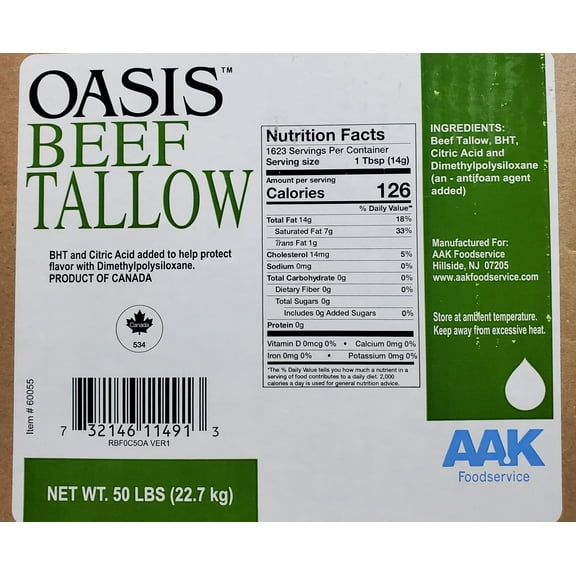 OASIS™
BEEF
TALLOW
BHT and Citric Acid added to help protect
flavor with Dimethylpolysiloxane.
PRODUCT OF CANADA
Canada
534
Item # 60055
7 32146 11491 3
RBF0C5OA VER1
NET WT. 50 LBS (22.7 kg)
Nutrition Facts
1623 Servings Per Container
Serving size 1 Tbsp (14g)
Amount per serving
Calories 126
% Daily Value*
Total Fat 14g 18%
Saturated Fat 7g 33%
Trans Fat 1g
Cholesterol 14mg 5%
Sodium 0mg 0%
Total Carbohydrate 0g 0%
Dietary Fiber 0g 0%
Total Sugars 0g
Includes 0g Added Sugars 0%
Protein 0g
Vitamin D 0mcg 0% • Calcium 0mg 0%
Iron 0mg 0% • Potassium 0mg 0%
*The % Daily Value tells you how much a nutrient in a
serving of food contributes to a daily diet. 2,000
calories a day is used for general nutrition advice.
INGREDIENTS:
Beef Tallow, BHT,
Citric Acid and
Dimethylpolysiloxane
(an - antifoam agent
added)
Manufactured For:
AAK Foodservice
Hillside, NJ 07205
www.aakfoodservice.com
Store at ambient temperature.
Keep away from excessive heat.
AAK
Foodservice